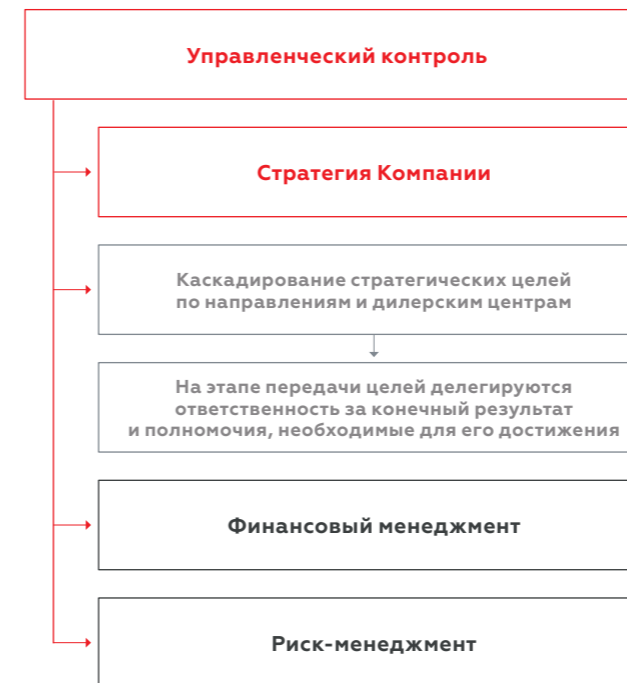 Управленческий контроль
Стратегия Компании
Каскадирование стратегических целей
по направлениям и дилерским центрам
На этапе передачи целей делегируются
ответственность за конечный результат
и полномочия, необходимые для его достижения
Финансовый менеджмент
Риск-менеджмент